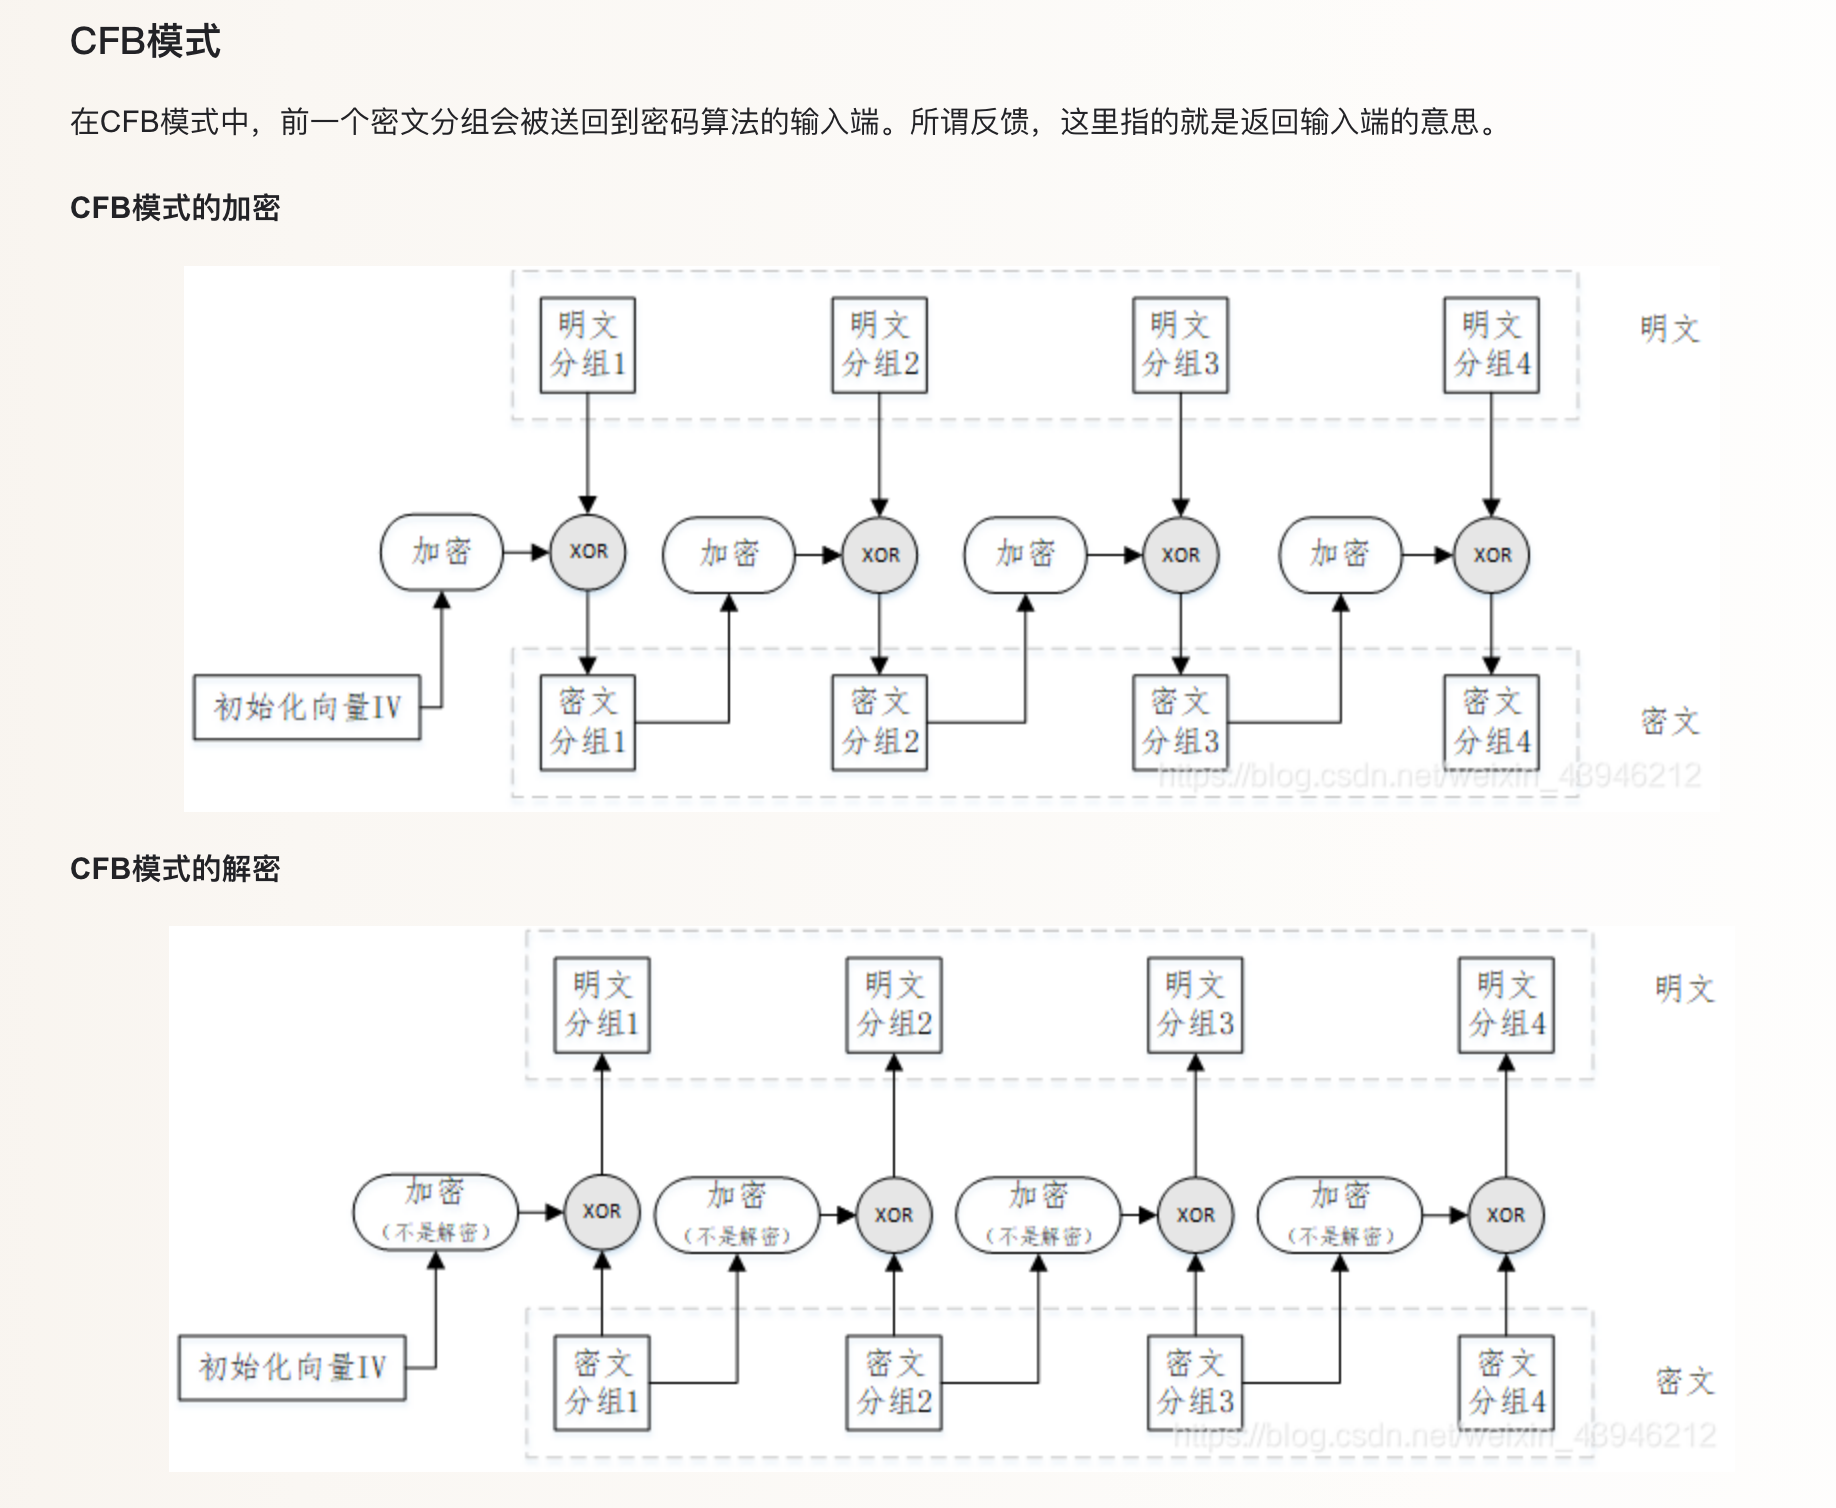 CFB模式
在CFB模式中，前一个密文分组会被送回到密码算法的输入端。所谓反馈，这里指的就是返回输入端的意思。
CFB模式的加密
明文 明文 明文 明文 明文
分组1 分组2 分组3 分组4
加密 XOR 加密 XOR 加密 XOR 加密 XOR
初始化向量IV 密文 密文 密文 密文 密文
分组1 分组2 分组3 分组4
https://blog.csdn.net/weixin_43946212
CFB模式的解密
明文 明文 明文 明文 明文
分组1 分组2 分组3 分组4
加密 XOR 加密 XOR 加密 XOR 加密 XOR
（不是解密） （不是解密） （不是解密） （不是解密）
初始化向量IV 密文 密文 密文 密文 密文
分组1 分组2 分组3 分组4
https://blog.csdn.net/weixin_43946212